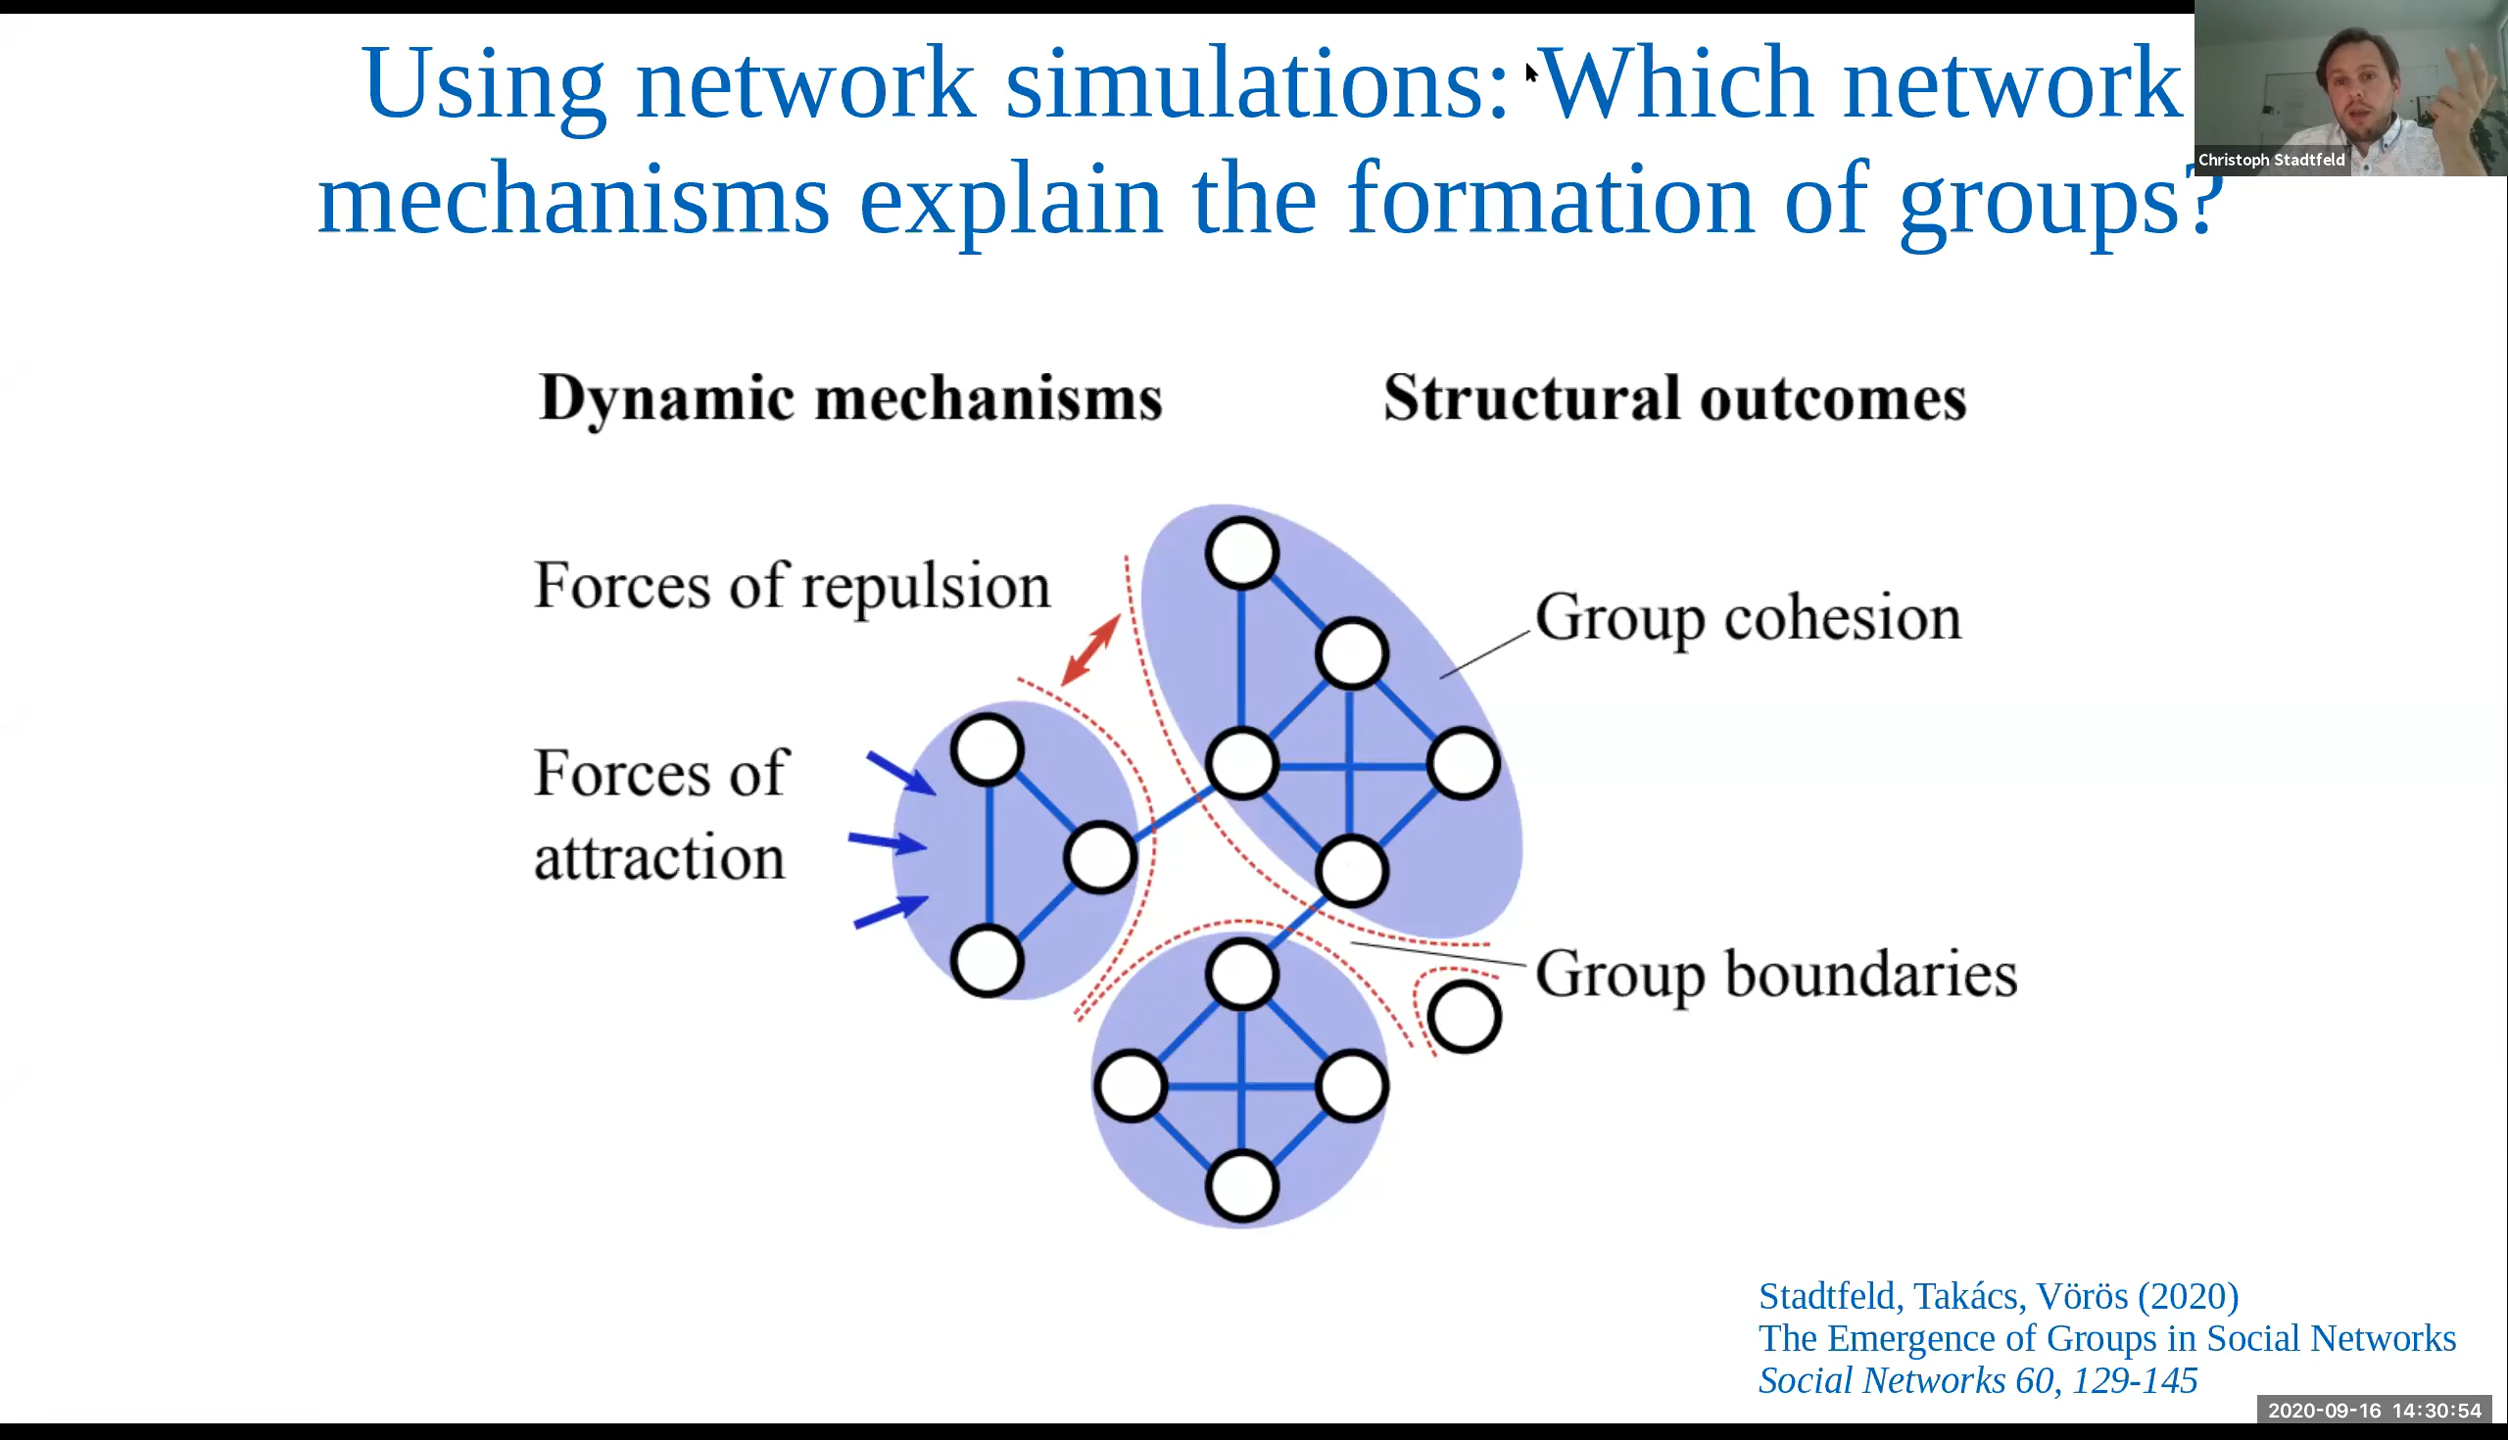 Using network simulations: Which network
mechanisms explain the formation of groups?
Christoph Stadtfeld
Dynamic mechanisms
Structural outcomes
Forces of repulsion
Group cohesion
Forces of
attraction
Group boundaries
Stadtfeld, Takács, Vörös (2020)
The Emergence of Groups in Social Networks
Social Networks 60, 129-145
2020-09-16 14:30:54